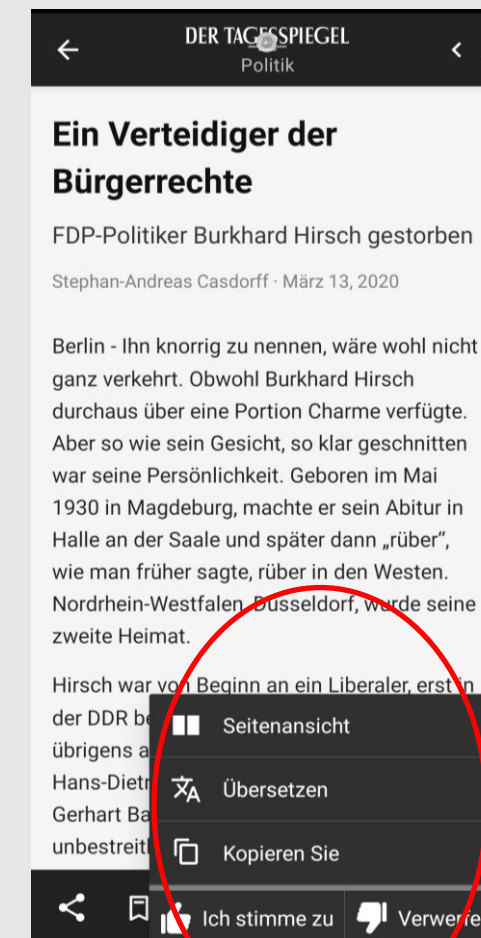 DER TAGESSPIEGEL
Politik
Ein Verteidiger der
Bürgerrechte
FDP-Politiker Burkhard Hirsch gestorben
Stephan-Andreas Casdorff · März 13, 2020
Berlin - Ihn knorrig zu nennen, wäre wohl nicht
ganz verkehrt. Obwohl Burkhard Hirsch
durchaus über eine Portion Charme verfügte.
Aber so wie sein Gesicht, so klar geschnitten
war seine Persönlichkeit. Geboren im Mai
1930 in Magdeburg, machte er sein Abitur in
Halle an der Saale und später dann „rüber“,
wie man früher sagte, rüber in den Westen.
Nordrhein-Westfalen, Düsseldorf, wurde seine
zweite Heimat.
Hirsch war von Beginn an ein Liberaler, erst in
der DDR
übrigens
Gerhart
Seitenansicht
Übersetzen
Kopieren Sie
Ich stimme zu